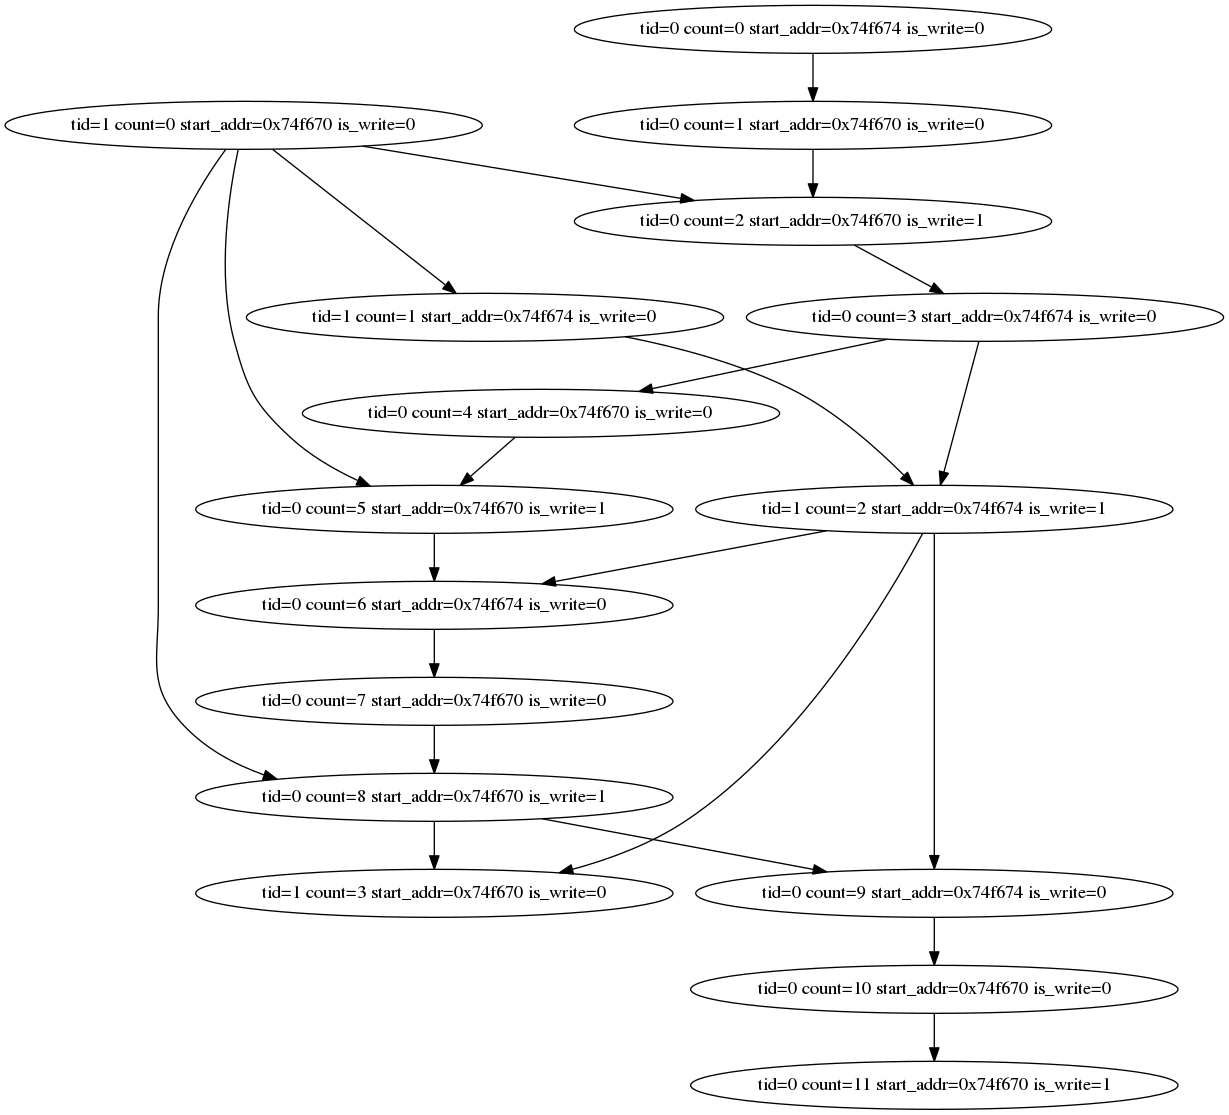 tid=0 count=0 start_addr=0x74f674 is_write=0
tid=1 count=0 start_addr=0x74f670 is_write=0
tid=0 count=1 start_addr=0x74f670 is_write=0
tid=0 count=2 start_addr=0x74f670 is_write=1
tid=1 count=1 start_addr=0x74f674 is_write=0
tid=0 count=3 start_addr=0x74f674 is_write=0
tid=0 count=4 start_addr=0x74f670 is_write=0
tid=0 count=5 start_addr=0x74f670 is_write=1
tid=1 count=2 start_addr=0x74f674 is_write=1
tid=0 count=6 start_addr=0x74f674 is_write=0
tid=0 count=7 start_addr=0x74f670 is_write=0
tid=0 count=8 start_addr=0x74f670 is_write=1
tid=1 count=3 start_addr=0x74f670 is_write=0
tid=0 count=9 start_addr=0x74f674 is_write=0
tid=0 count=10 start_addr=0x74f670 is_write=0
tid=0 count=11 start_addr=0x74f670 is_write=1